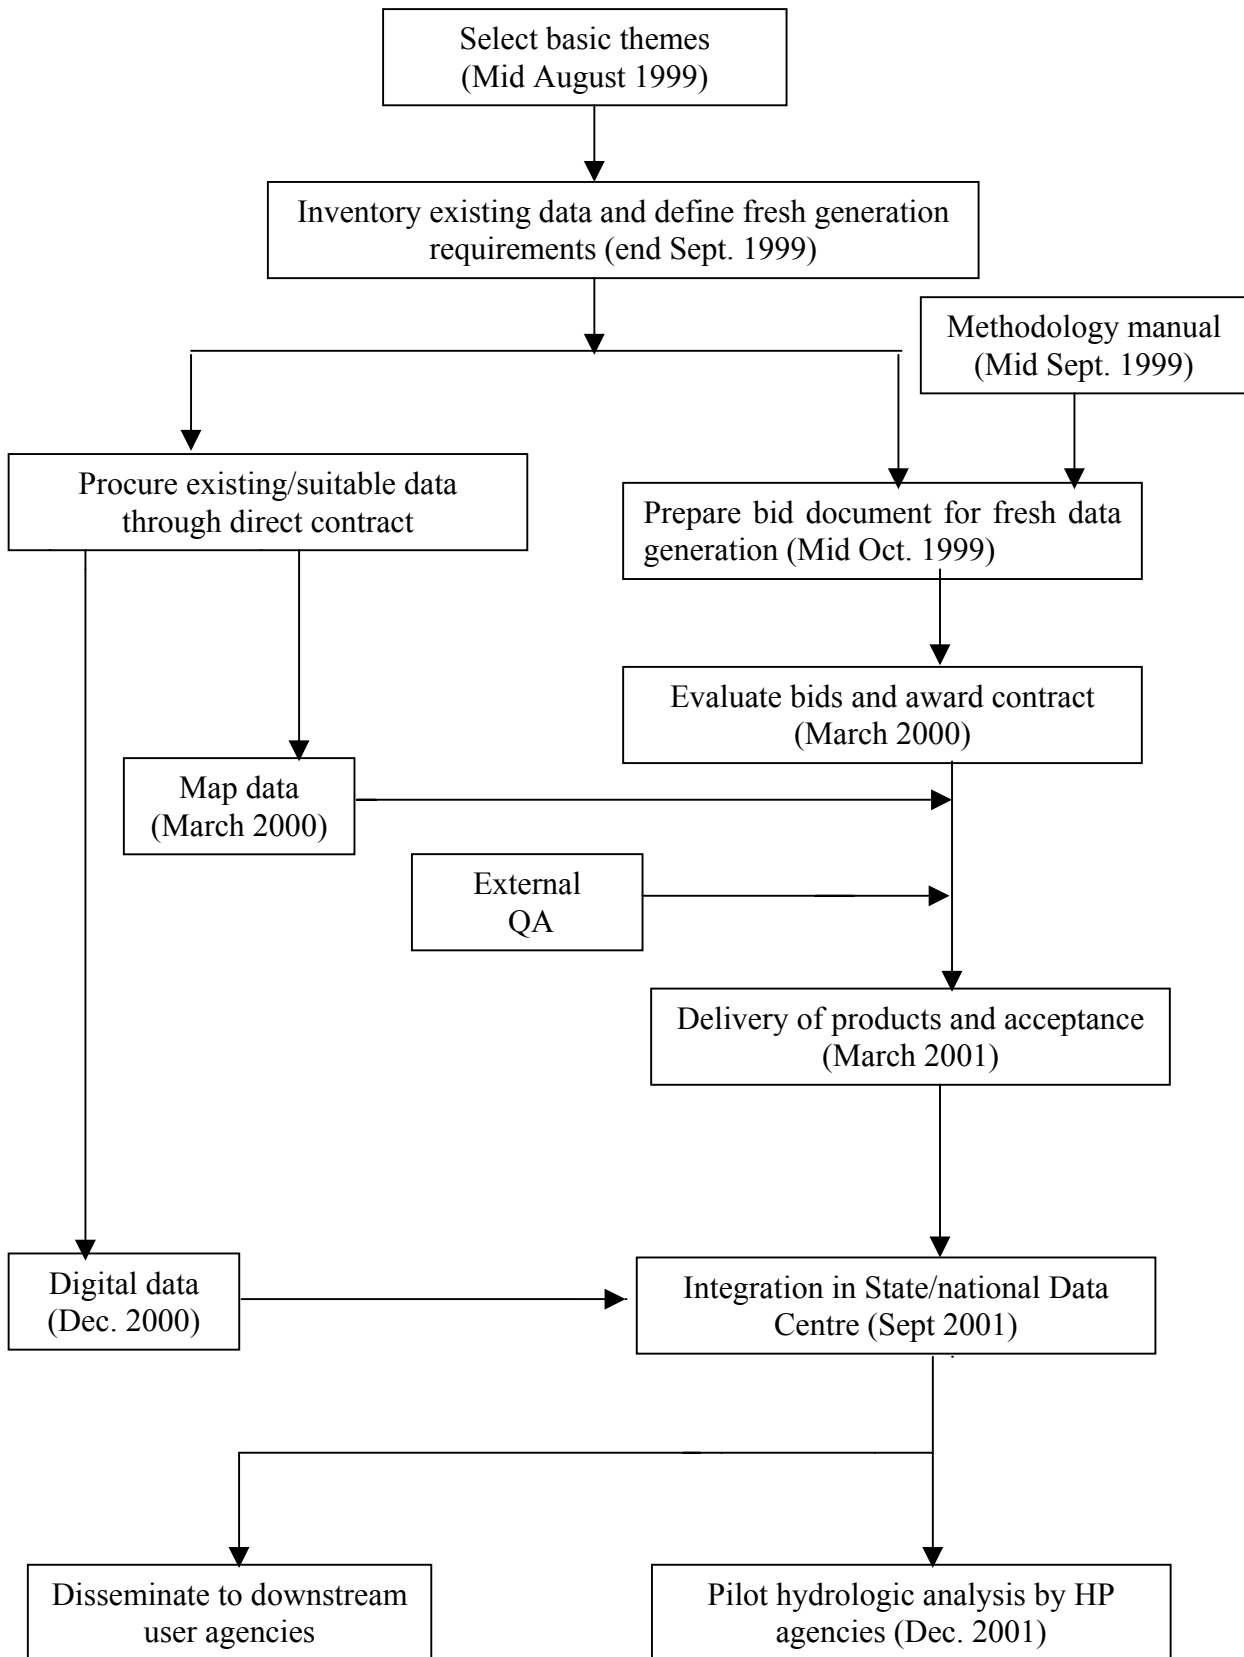 Select basic themes
(Mid August 1999)
Inventory existing data and define fresh generation
requirements (end Sept. 1999)
Methodology manual
(Mid Sept. 1999)
Procure existing/suitable data
through direct contract
Prepare bid document for fresh data
generation (Mid Oct. 1999)
Evaluate bids and award contract
(March 2000)
Map data
(March 2000)
External
QA
Delivery of products and acceptance
(March 2001)
Digital data
(Dec. 2000)
Integration in State/national Data
Centre (Sept 2001)
Disseminate to downstream
user agencies
Pilot hydrologic analysis by HP
agencies (Dec. 2001)